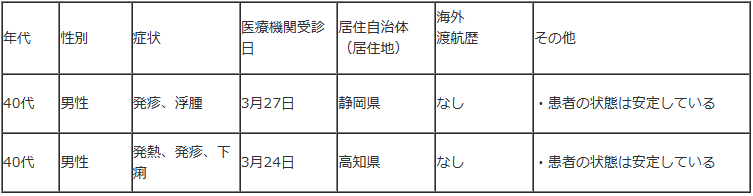 年代 性別 症状 医療機関受診日 居住自治体（居住地） 海外渡航歴 その他
40代 男性 発疹、浮腫 3月27日 静岡県 なし ・患者の状態は安定している
40代 男性 発熱、発疹、下痢 3月24日 高知県 なし ・患者の状態は安定している